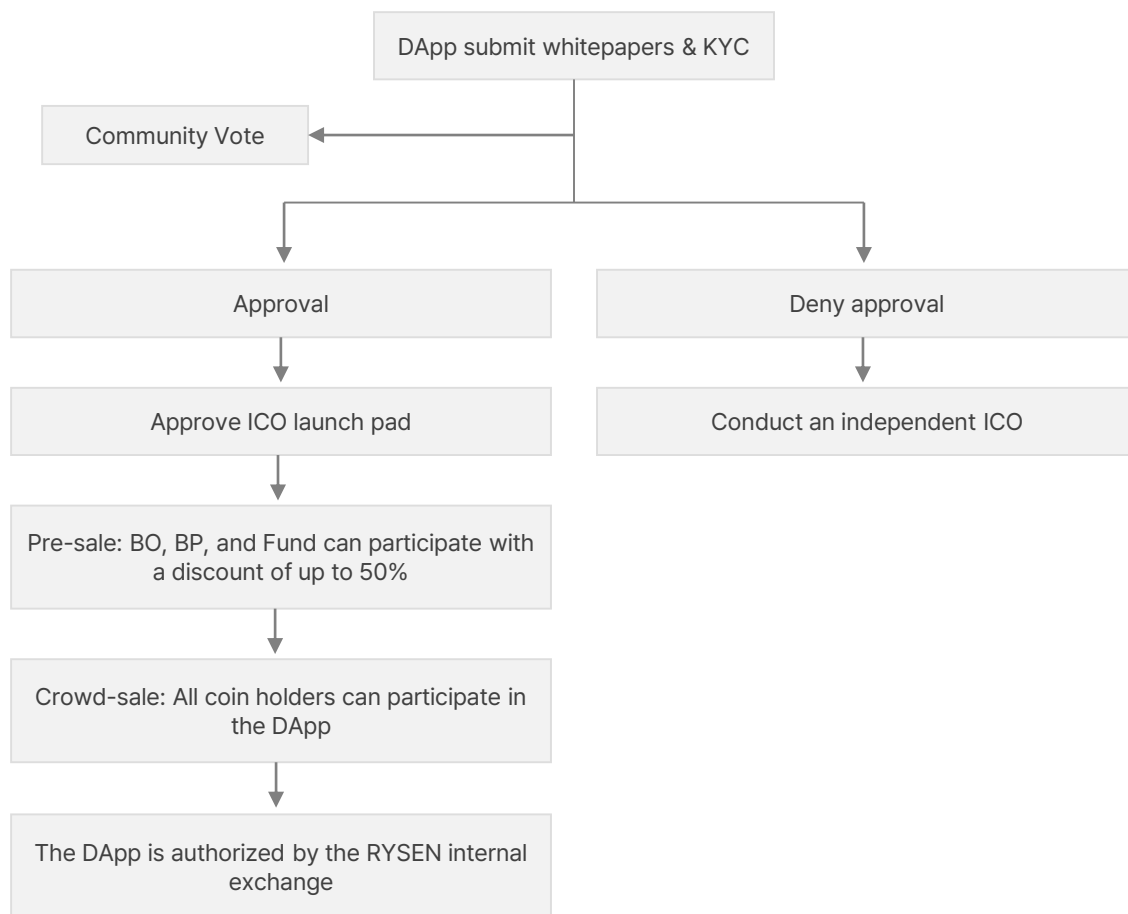 DApp submit whitepapers & KYC
Community Vote
Approval
Deny approval
Approve ICO launch pad
Conduct an independent ICO
Pre-sale: BO, BP, and Fund can participate with
a discount of up to 50%
Crowd-sale: All coin holders can participate in
the DApp
The DApp is authorized by the RYSEN internal
exchange